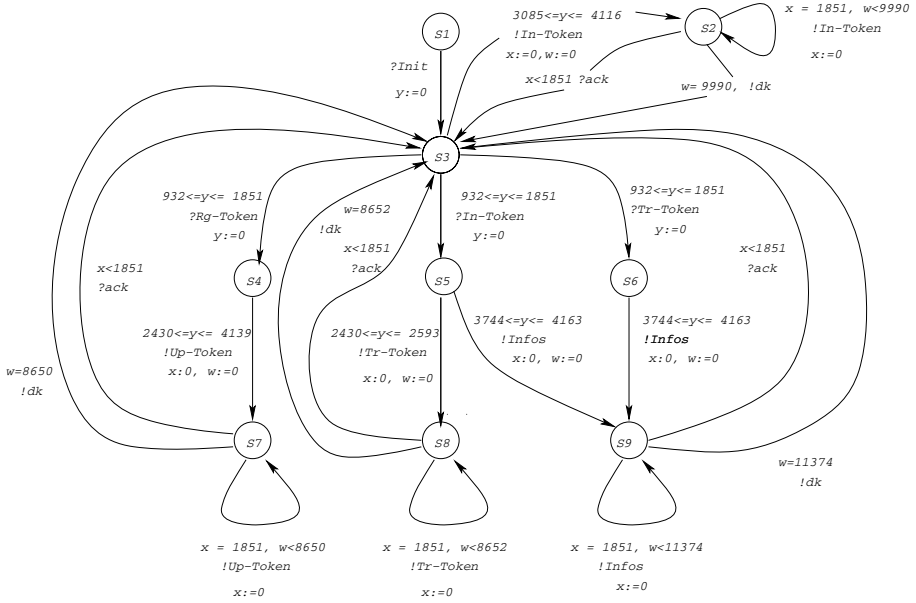 S1
3085<=y<= 4116
!In-Token
x:=0,w:=0
S2
x = 1851, w<9990
!In-Token
x:=0
?Init
y:=0
x<1851 ?ack
w= 9990, !dk
S3
932<=y<= 1851
?Rg-Token
y:=0
w=8652
!dk
x<1851
?ack
932<=y<=1851
?In-Token
y:=0
932<=y<=1851
?Tr-Token
y:=0
x<1851
?ack
x<1851
?ack
S4
S5
S6
2430<=y<= 4139
!Up-Token
x:0, w:=0
2430<=y<= 2593
!Tr-Token
x:0, w:=0
3744<=y<= 4163
!Infos
x:0, w:=0
3744<=y<= 4163
!Infos
x:0, w:=0
w=8650
!dk
S7
S8
S9
w=11374
!dk
x = 1851, w<8650
!Up-Token
x:=0
x = 1851, w<8652
!Tr-Token
x:=0
x = 1851, w<11374
!Infos
x:=0